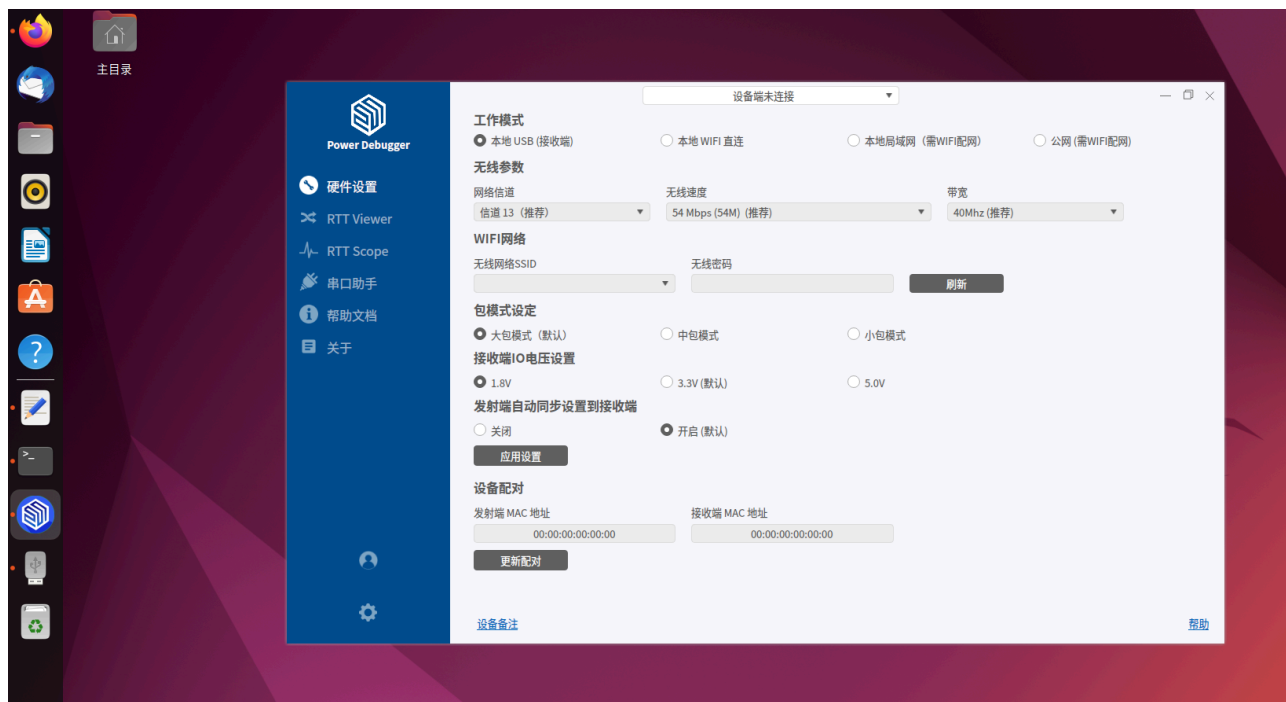 主目录
设备端未连接
Power Debugger
硬件设置
RTT Viewer
RTT Scope
串口助手
帮助文档
关于
工作模式
本地 USB (接收端) 本地 WIFI 直连 本地局域网（需WIFI配网） 公网 (需WIFI配网)
无线参数
网络信道 无线速度 带宽
信道 13（推荐） 54 Mbps (54M)（推荐） 40Mhz (推荐)
WIFI网络
无线网络SSID 无线密码
刷新
包模式设定
大包模式（默认） 中包模式 小包模式
接收端IO电压设置
1.8V 3.3V (默认) 5.0V
发射端自动同步设置到接收端
关闭 开启 (默认)
应用设置
设备配对
发射端 MAC 地址 接收端 MAC 地址
00:00:00:00:00:00 00:00:00:00:00:00
更新配对
设备备注 帮助